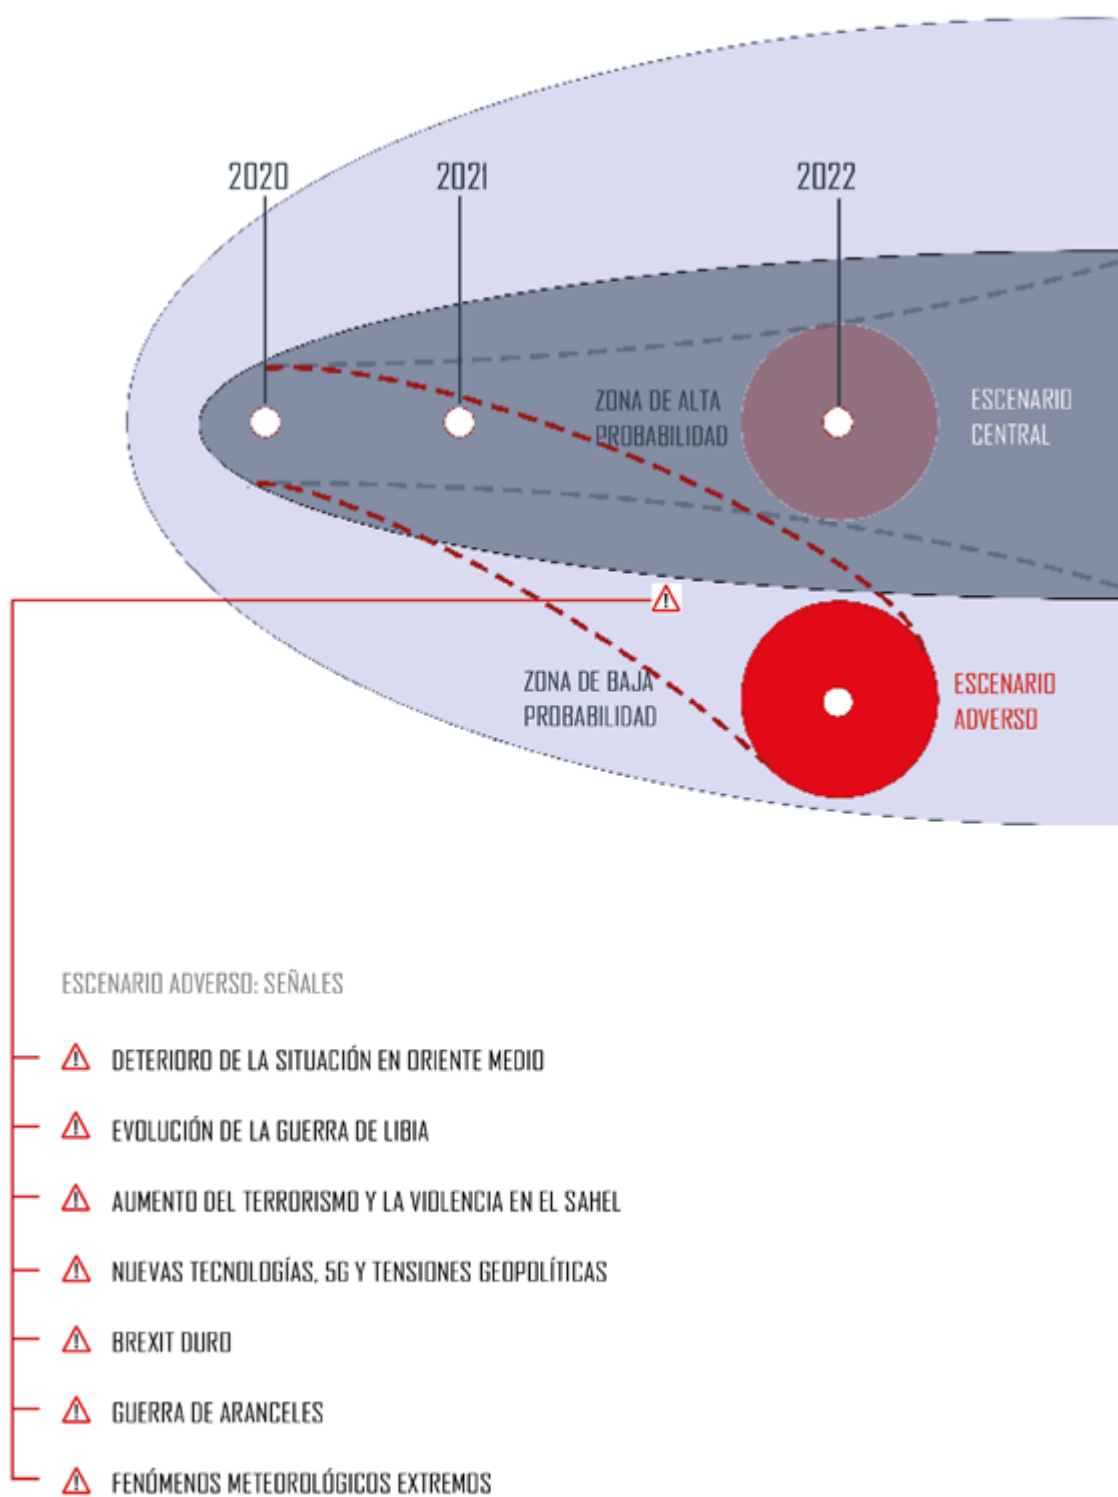 2020
2021
2022
ZONA DE ALTA
PROBABILIDAD
ESCENARIO
CENTRAL
ZONA DE BAJA
PROBABILIDAD
ESCENARIO
ADVERSO
ESCENARIO ADVERSO: SEÑALES
DETERIORO DE LA SITUACIÓN EN ORIENTE MEDIO
EVOLUCIÓN DE LA GUERRA DE LIBIA
AUMENTO DEL TERRORISMO Y LA VIOLENCIA EN EL SAHEL
NUEVAS TECNOLOGÍAS, 5G Y TENSIONES GEOPOLÍTICAS
BREXIT DURO
GUERRA DE ARANCELES
FENÓMENOS METEOROLÓGICOS EXTREMOS